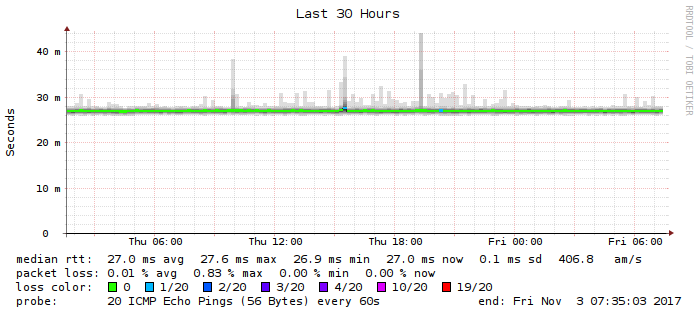 Last 30 Hours
RRDTOOL / TOBI OETIKER
Seconds
40 m
30 m
20 m
10 m
0
Thu 06:00 Thu 12:00 Thu 18:00 Fri 00:00 Fri 06:00
median rtt: 27.0 ms avg 27.6 ms max 26.9 ms min 27.0 ms now 0.1 ms sd 406.8 am/s
packet loss: 0.01 % avg 0.83 % max 0.00 % min 0.00 % now
loss color: 0 1/20 2/20 3/20 4/20 10/20 19/20
probe: 20 ICMP Echo Pings (56 Bytes) every 60s end: Fri Nov 3 07:35:03 2017